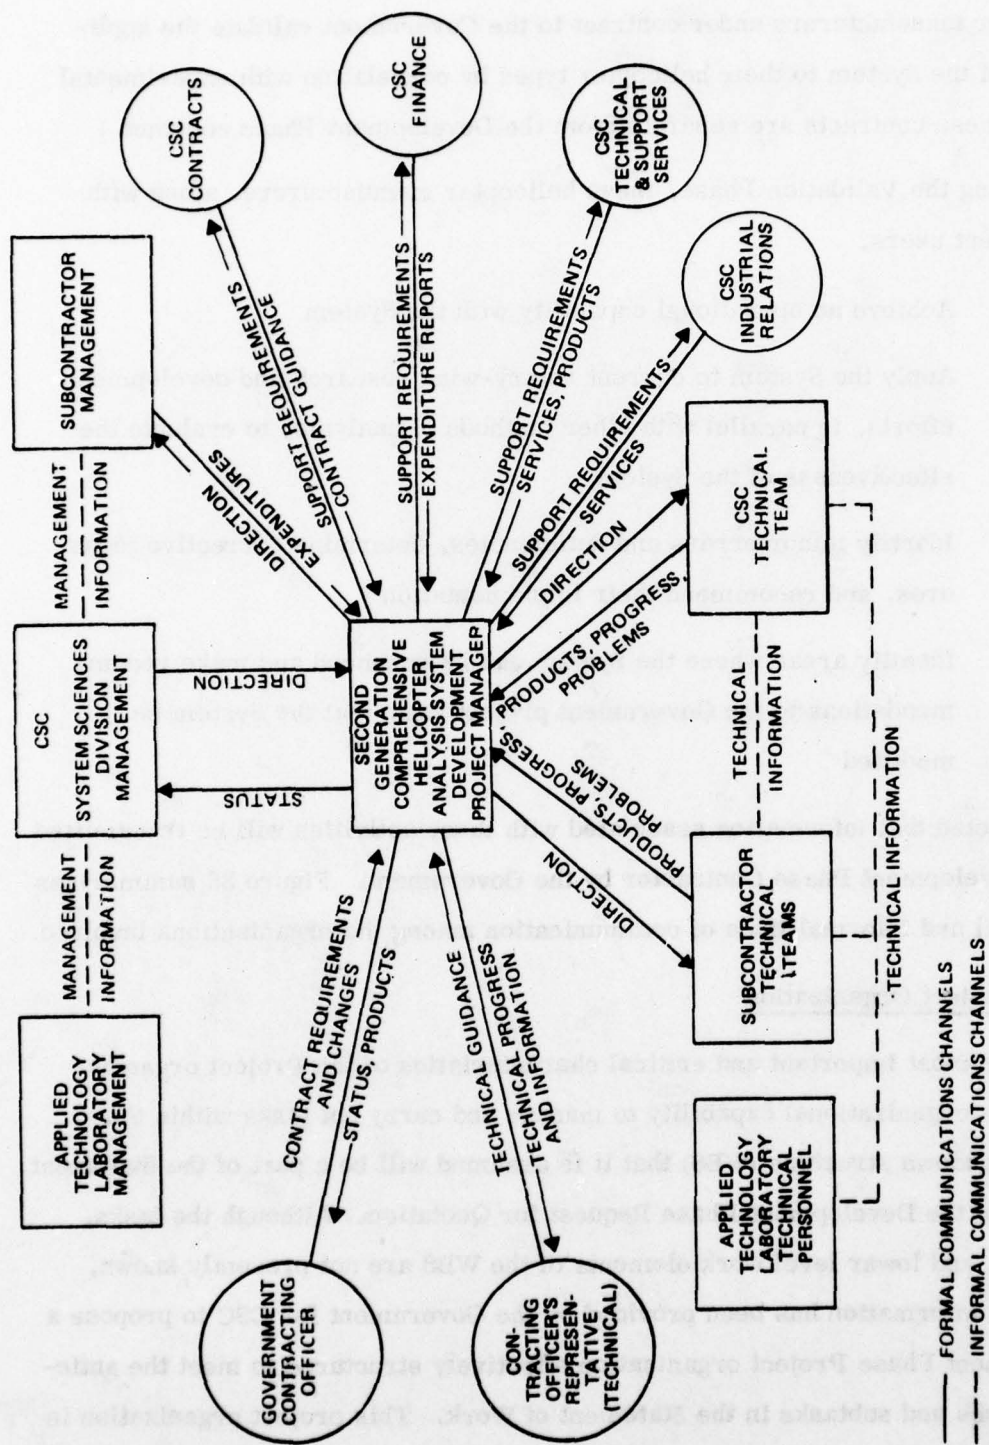 APPLIED
TECHNOLOGY
LABORATORY
MANAGEMENT
MANAGEMENT
INFORMATION
CSC
SYSTEM SCIENCES
DIVISION
MANAGEMENT
MANAGEMENT
INFORMATION
SUBCONTRACTOR
MANAGEMENT
CSC
CONTRACTS
CSC
FINANCE
CSC
TECHNICAL
& SUPPORT
SERVICES
CSC
INDUSTRIAL
RELATIONS
GOVERNMENT
CONTRACTING
OFFICER
CONTRACT REQUIREMENTS
AND CHANGES
STATUS, PRODUCTS
STATUS
DIRECTION
DIRECTION
EXPENDITURES
SUPPORT REQUIREMENTS
CONTRACT GUIDANCE
SUPPORT REQUIREMENTS
EXPENDITURE REPORTS
SUPPORT REQUIREMENTS
SERVICES, PRODUCTS
SUPPORT REQUIREMENTS
SERVICES
SECOND
GENERATION
COMPREHENSIVE
HELICOPTER
ANALYSIS SYSTEM
DEVELOPMENT
PROJECT MANAGER
TRACTING
OFFICER'S
REPRESEN-
TATIVE
(TECHNICAL)
TECHNICAL GUIDANCE
TECHNICAL PROGRESS
AND INFORMATION
DIRECTION
PRODUCTS, PROGRESS
PROBLEMS
DIRECTION
PRODUCTS, PROGRESS,
PROBLEMS
APPLIED
TECHNOLOGY
LABORATORY
TECHNICAL
PERSONNEL
SUBCONTRACTOR
TECHNICAL
TEAMS
TECHNICAL
INFORMATION
CSC
TECHNICAL
TEAM
TECHNICAL INFORMATION
FORMAL COMMUNICATIONS CHANNELS
INFORMAL COMMUNICATIONS CHANNELS